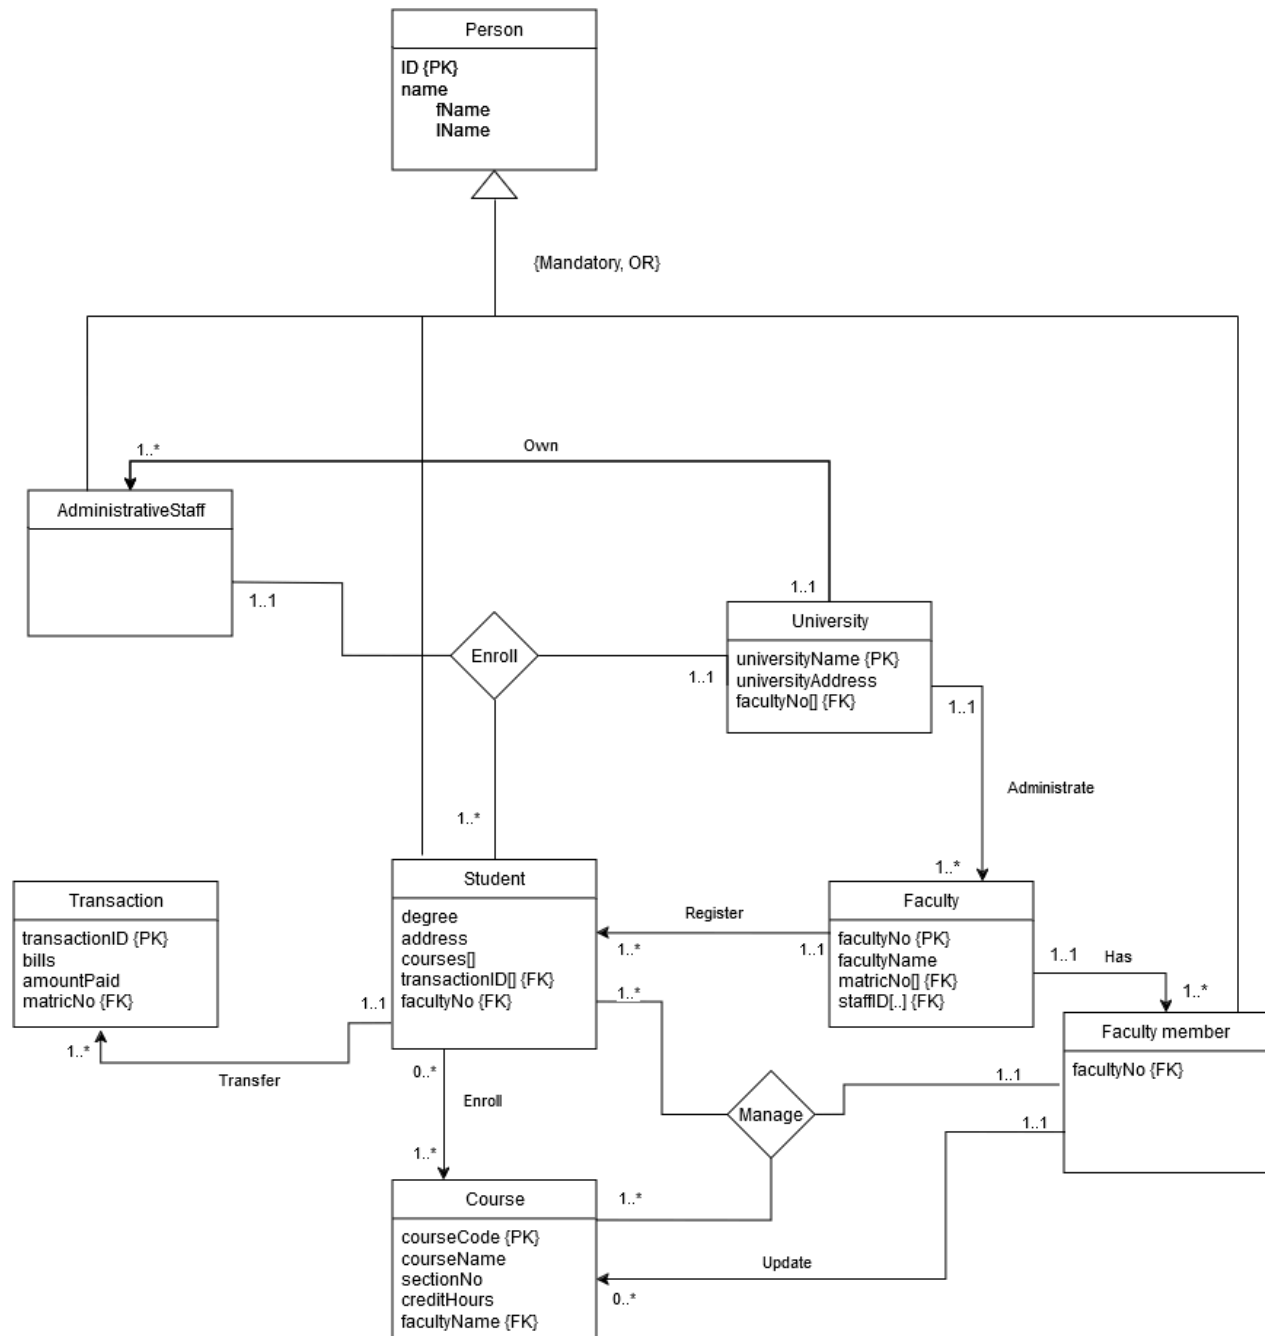 Person
ID {PK}
name
fName
lName
{Mandatory, OR}
Own
1..*
AdministrativeStaff
1..1
1..1
University
universityName {PK}
universityAddress
facultyNo[] {FK}
Enroll
1..1
1..1
Administrate
1..*
1..*
Student
degree
address
courses[]
transactionID[] {FK}
facultyNo {FK}
Transaction
transactionID {PK}
bills
amountPaid
matricNo {FK}
Register
1..*
1..1
Faculty
facultyNo {PK}
facultyName
matricNo[] {FK}
staffID[..] {FK}
1..1
Has
1..*
1..1
1..*
Transfer
1..*
Faculty member
facultyNo {FK}
0..*
Enroll
1..*
Manage
1..1
1..1
1..*
Course
courseCode {PK}
courseName
sectionNo
creditHours
facultyName {FK}
Update
0..*